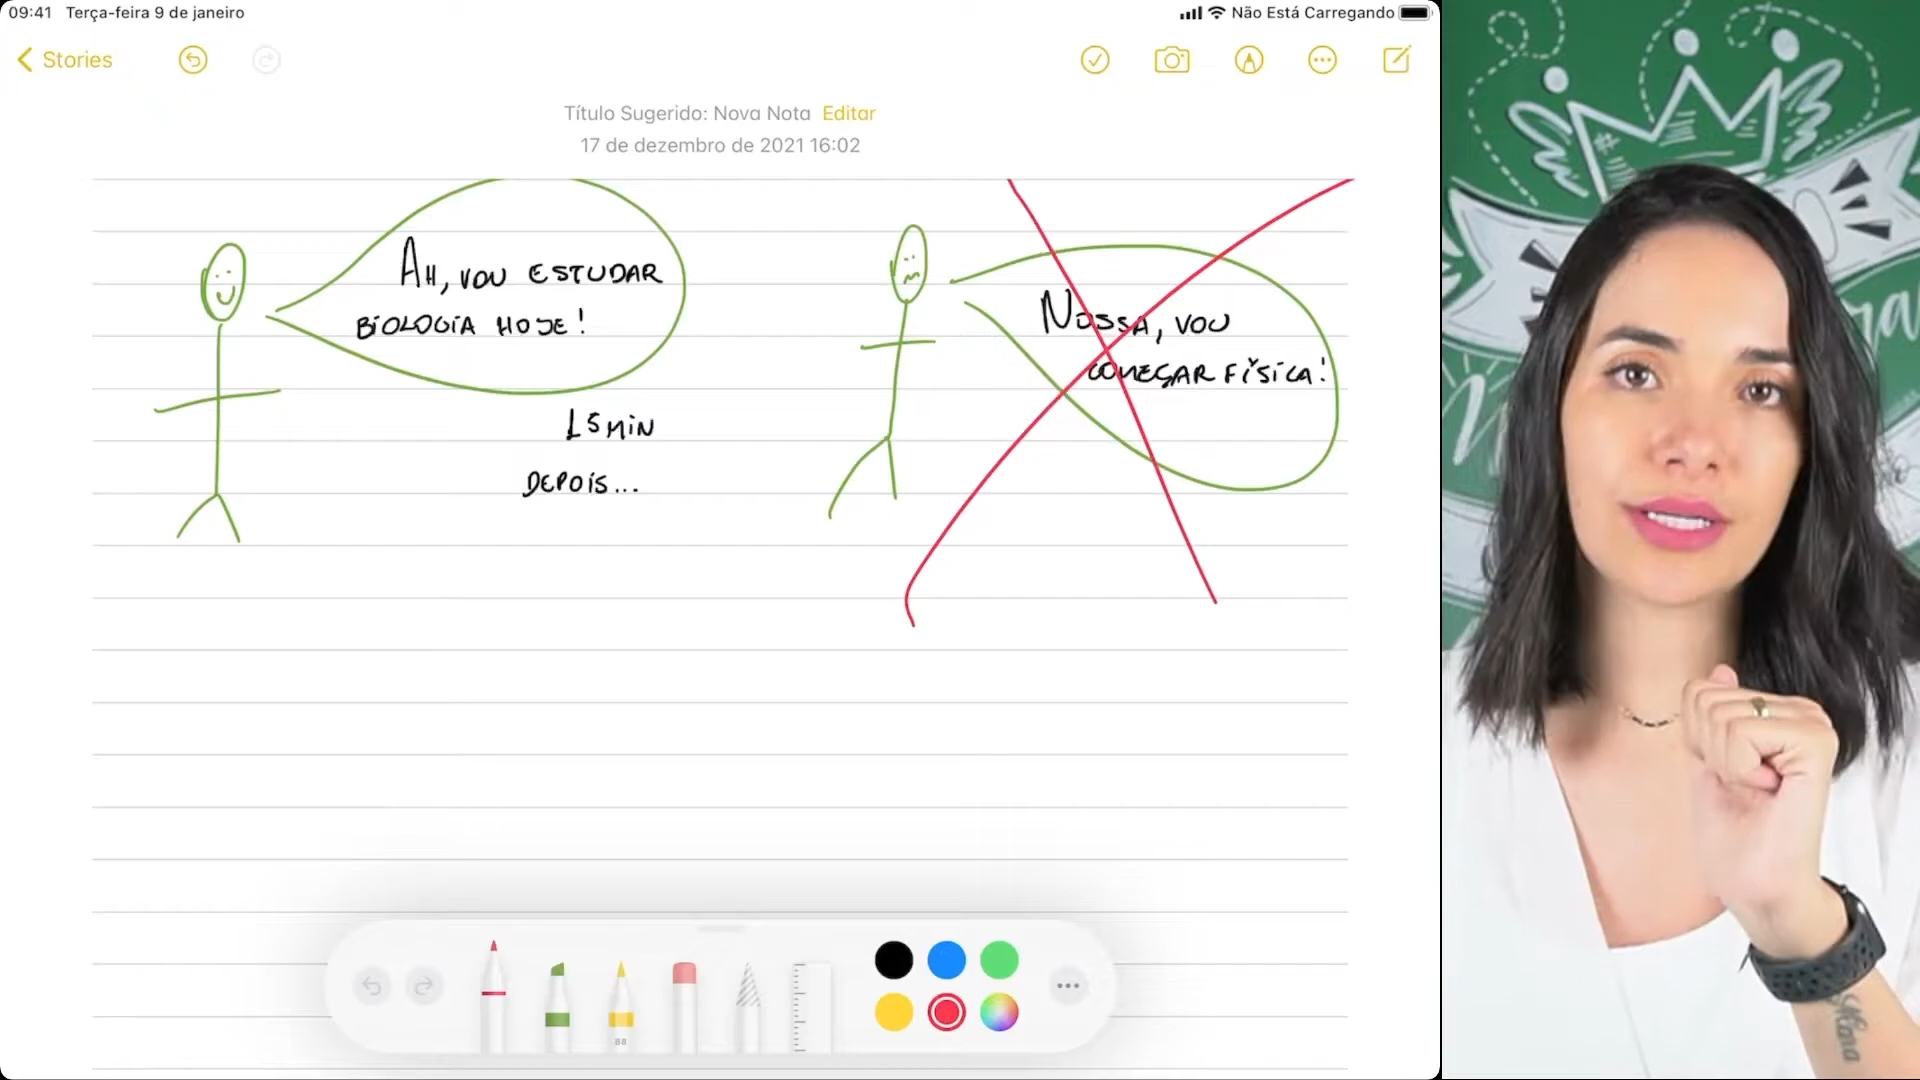 09:41 Terça-feira 9 de janeiro
Não Está Carregando
Stories
Título Sugerido: Nova Nota Editar
17 de dezembro de 2021 16:02
AH, VOU ESTUDAR
BIOLOGIA HOJE!
15 MIN
DEPOIS...
NOSSA, VOU
COMEÇAR FÍSICA!
88